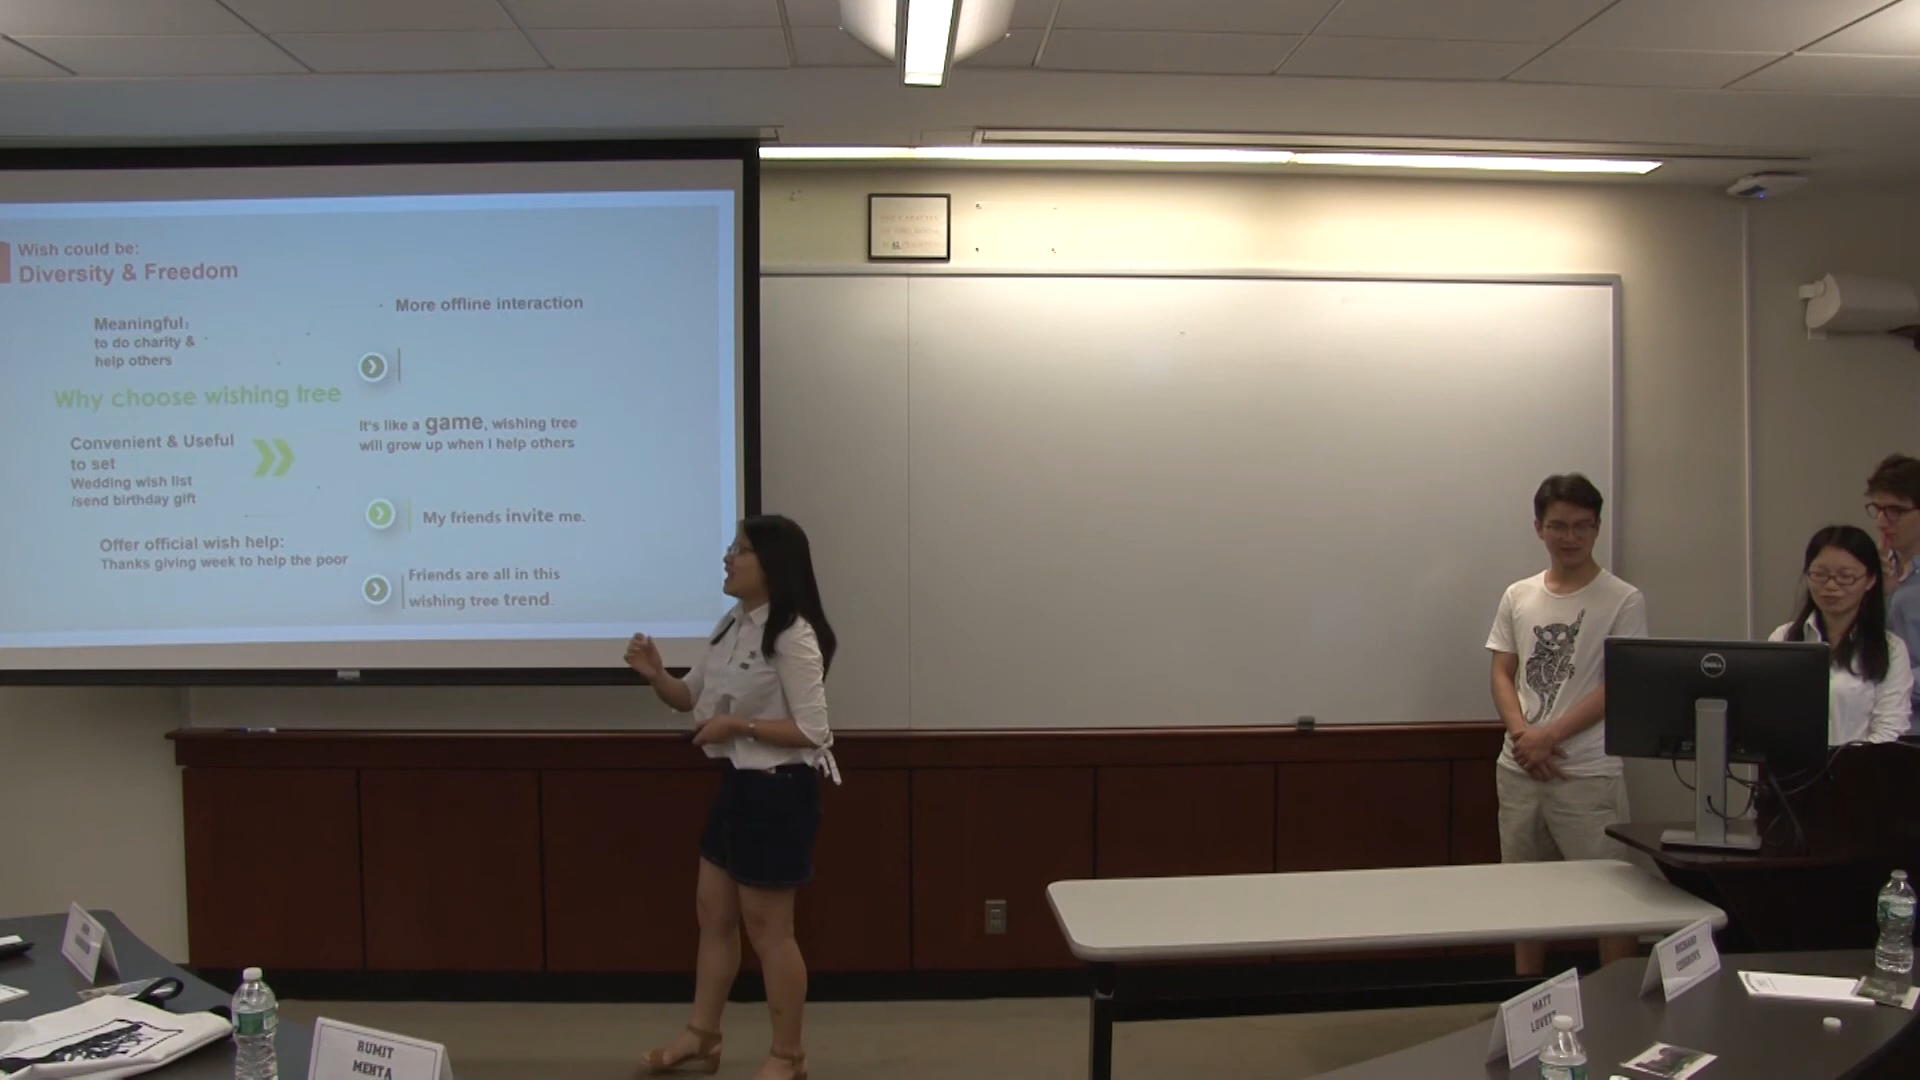 Wish could be:
Diversity & Freedom
Meaningful:
to do charity &
help others
Why choose wishing tree
Convenient & Useful
to set
Wedding wish list
/send birthday gift
Offer official wish help:
Thanks giving week to help the poor
More offline interaction
It's like a game, wishing tree
will grow up when I help others
My friends invite me.
Friends are all in this
wishing tree trend.
DELL
RUMIT
MEHTA
MATT
RICHARD